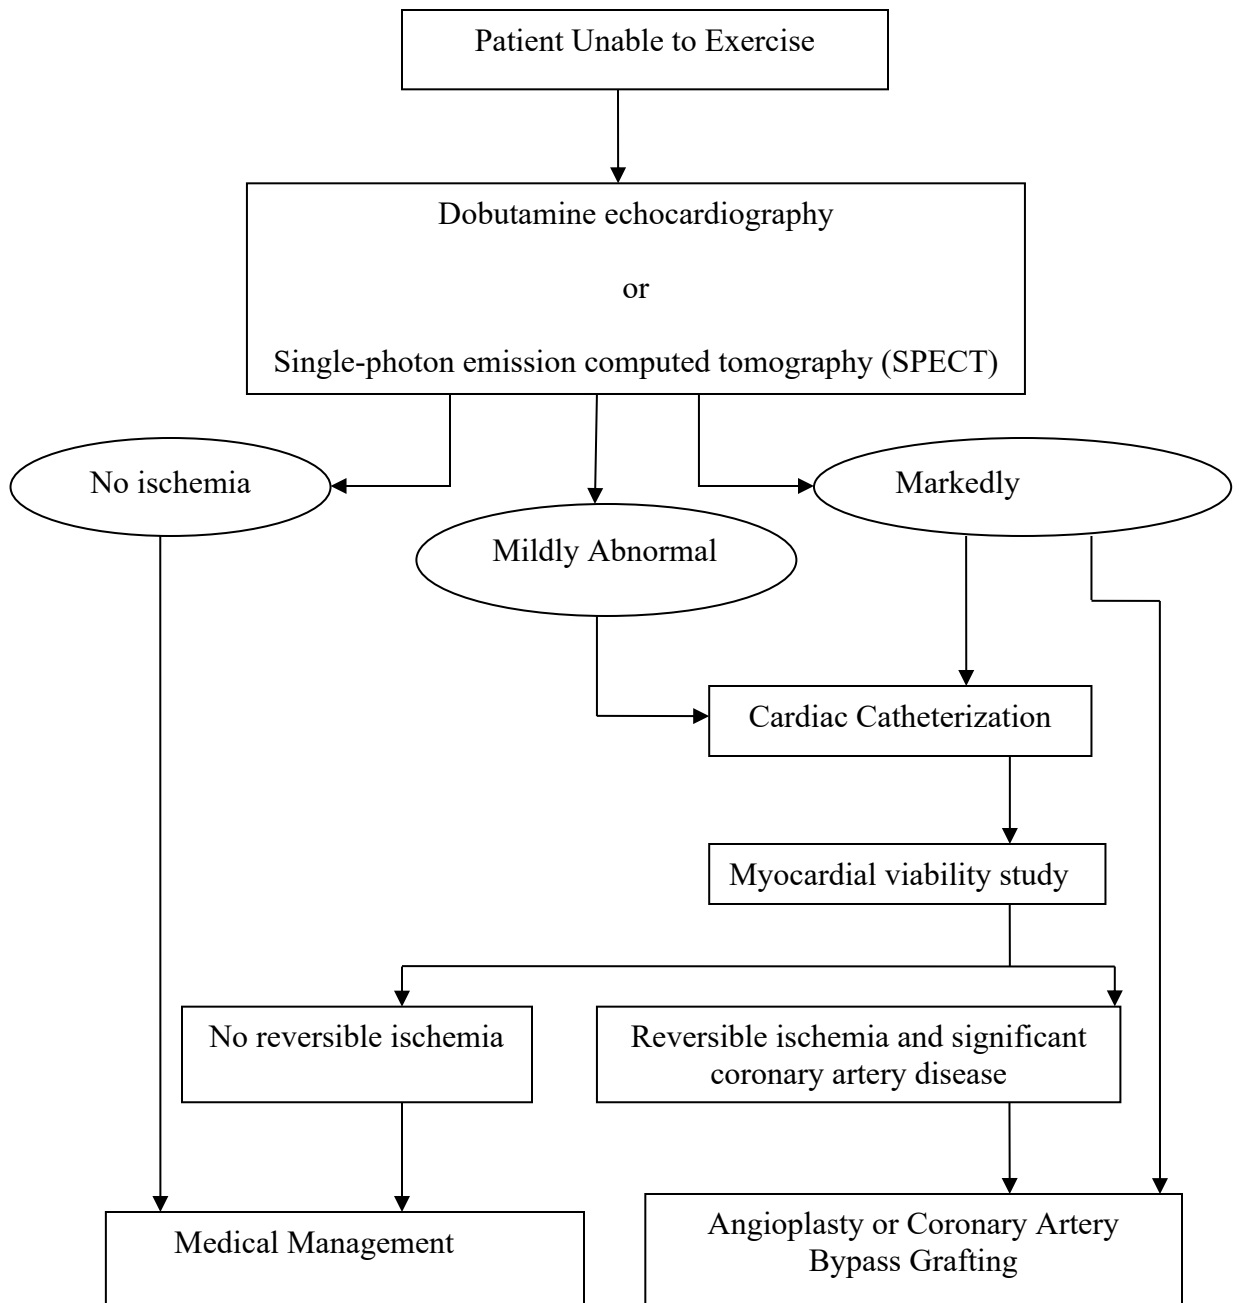 Patient Unable to Exercise
Dobutamine echocardiography
or
Single-photon emission computed tomography (SPECT)
No ischemia
Mildly Abnormal
Markedly
Cardiac Catheterization
Myocardial viability study
No reversible ischemia
Reversible ischemia and significant
coronary artery disease
Medical Management
Angioplasty or Coronary Artery
Bypass Grafting